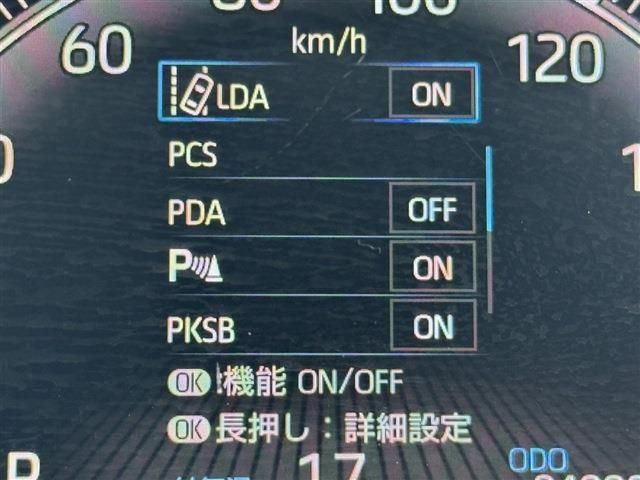 60
km/h
120
LDA ON
PCS
PDA OFF
P ON
PKSB ON
OK 機能 ON/OFF
OK 長押し：詳細設定
17
ODO